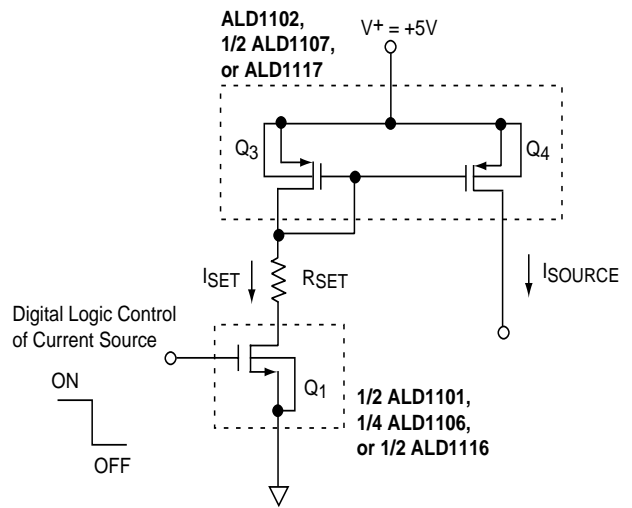 ALD1102,
1/2 ALD1107,
or ALD1117
V+ = +5V
Q3
Q4
ISET
RSET
ISOURCE
Digital Logic Control
of Current Source
ON
OFF
Q1
1/2 ALD1101,
1/4 ALD1106,
or 1/2 ALD1116